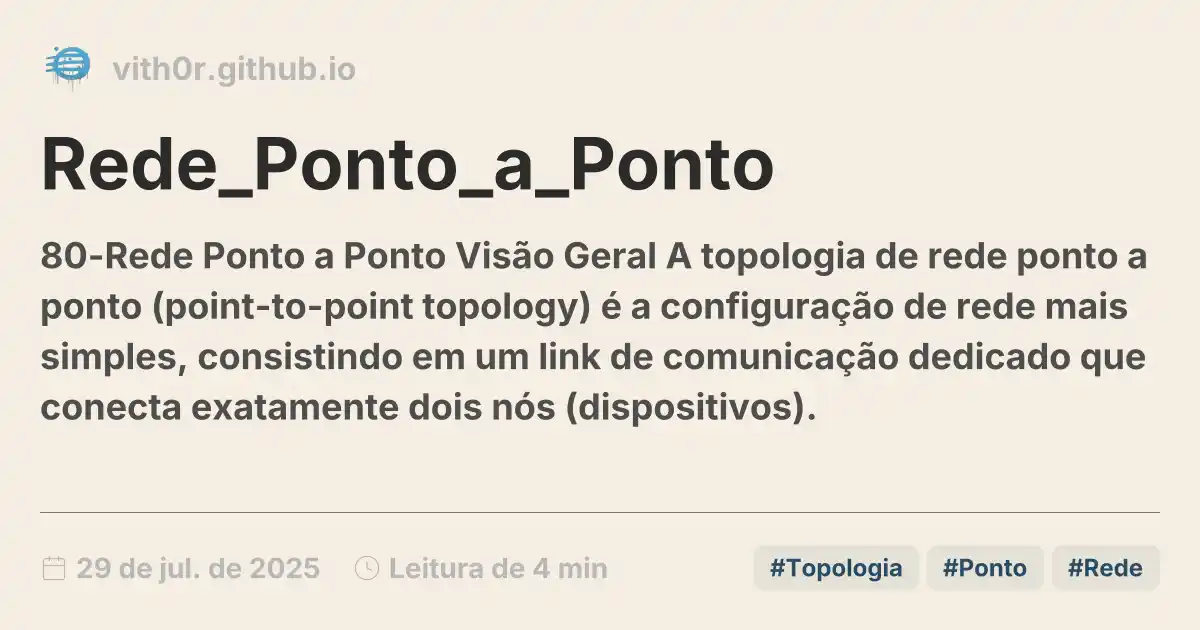 vith0r.github.io
Rede_Ponto_a_Ponto
80-Rede Ponto a Ponto Visão Geral A topologia de rede ponto a
ponto (point-to-point topology) é a configuração de rede mais
simples, consistindo em um link de comunicação dedicado que
conecta exatamente dois nós (dispositivos).
29 de jul. de 2025 Leitura de 4 min #Topologia #Ponto #Rede